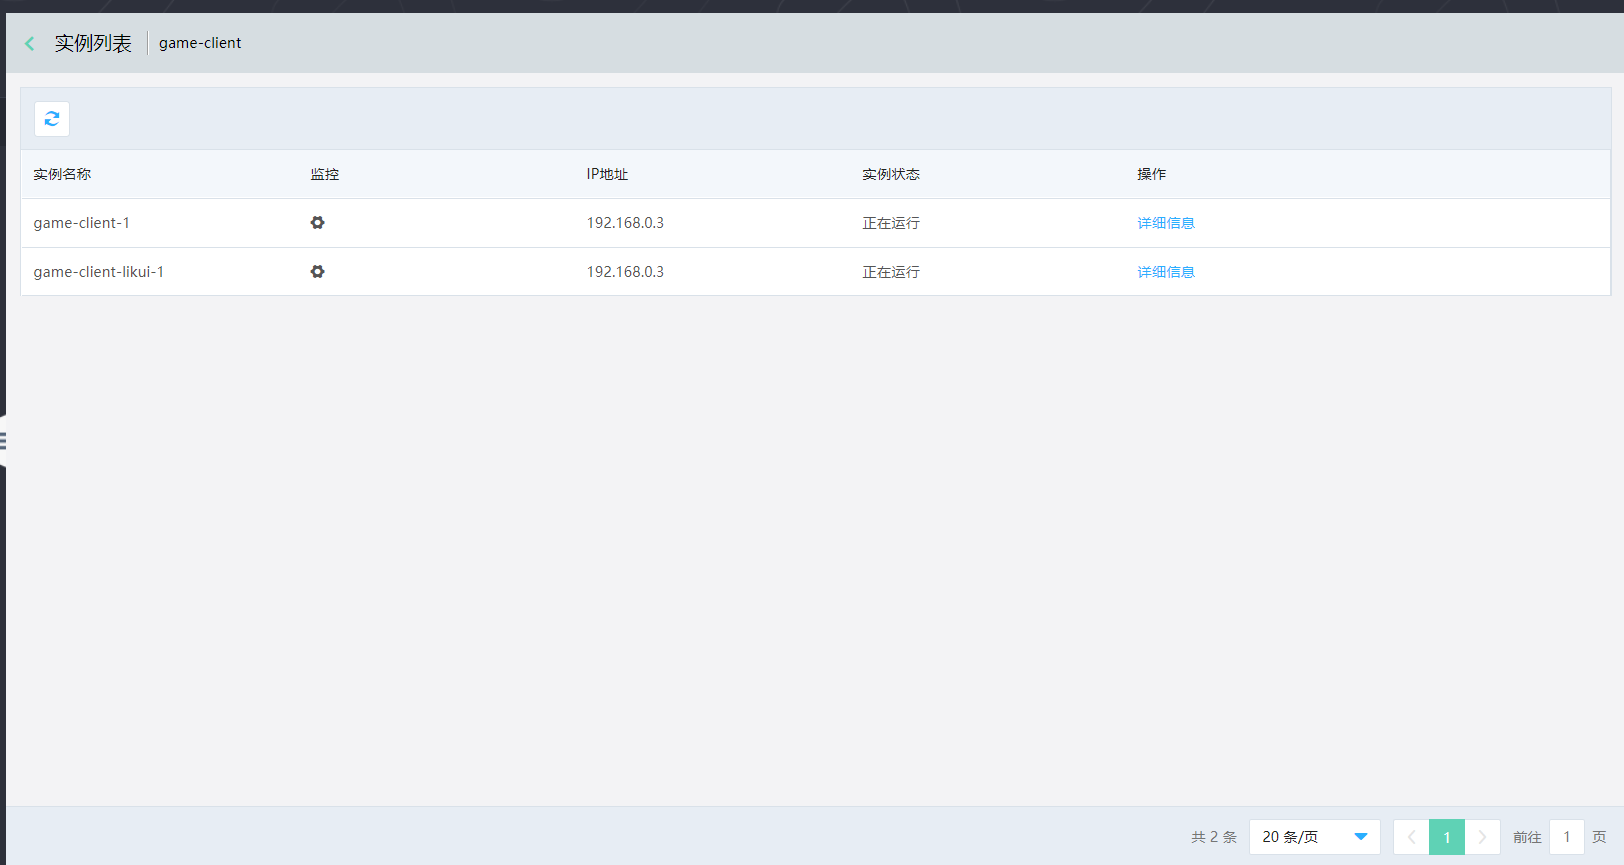 实例列表 game-client
实例名称 监控 IP地址 实例状态 操作
game-client-1 192.168.0.3 正在运行 详细信息
game-client-likui-1 192.168.0.3 正在运行 详细信息
共 2 条 20 条/页 1 前往 1 页